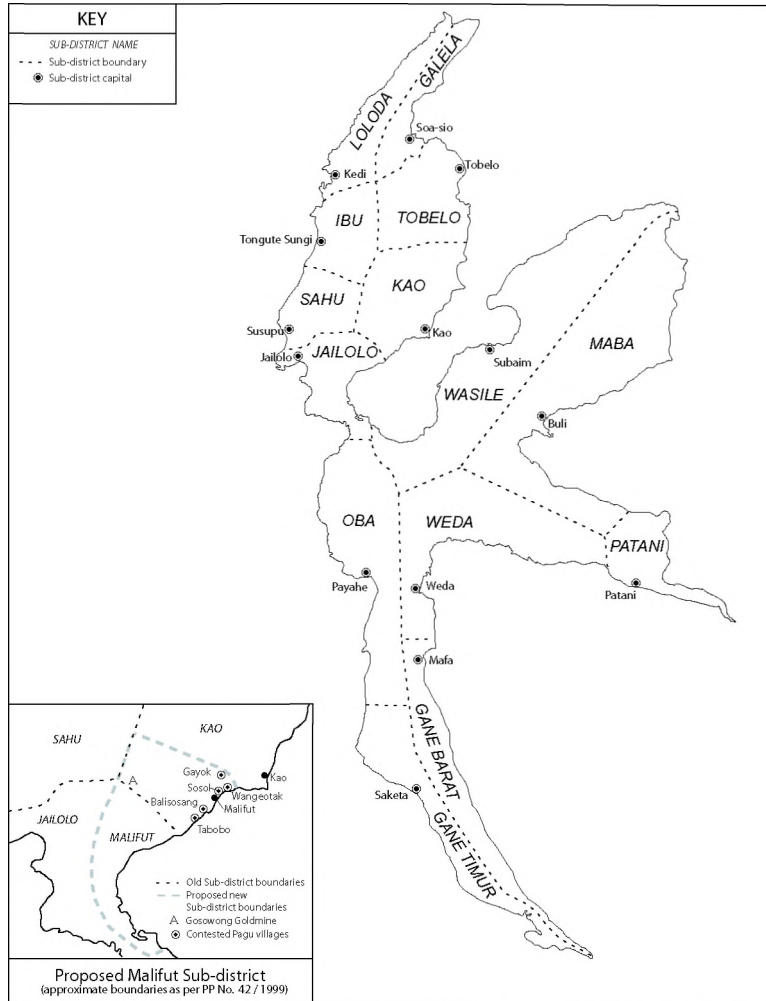 KEY
SUB-DISTRICT NAME
Sub-district boundary
Sub-district capital
GALELA
LOLODA
Soa-sio
Tobelo
Kedi
IBU
TOBELO
Tongute Sungi
KAO
SAHU
Susupu
Kao
Jailolo
JAILOLO
Subaim
MABA
WASILE
Buli
OBA
WEDA
PATANI
Payahe
Weda
Patani
Mafa
GANE BARAT
Saketa
GANE TIMUR
SAHU
KAO
Gayok
Kao
A
Sosol
Wangeotak
Balisosang
Malifut
JAILOLO
MALIFUT
Tabobo
Old Sub-district boundaries
Proposed new
Sub-district boundaries
A Gosowong Goldmine
Contested Pagu villages
Proposed Malifut Sub-district
(approximate boundaries as per PP No. 42 / 1999)